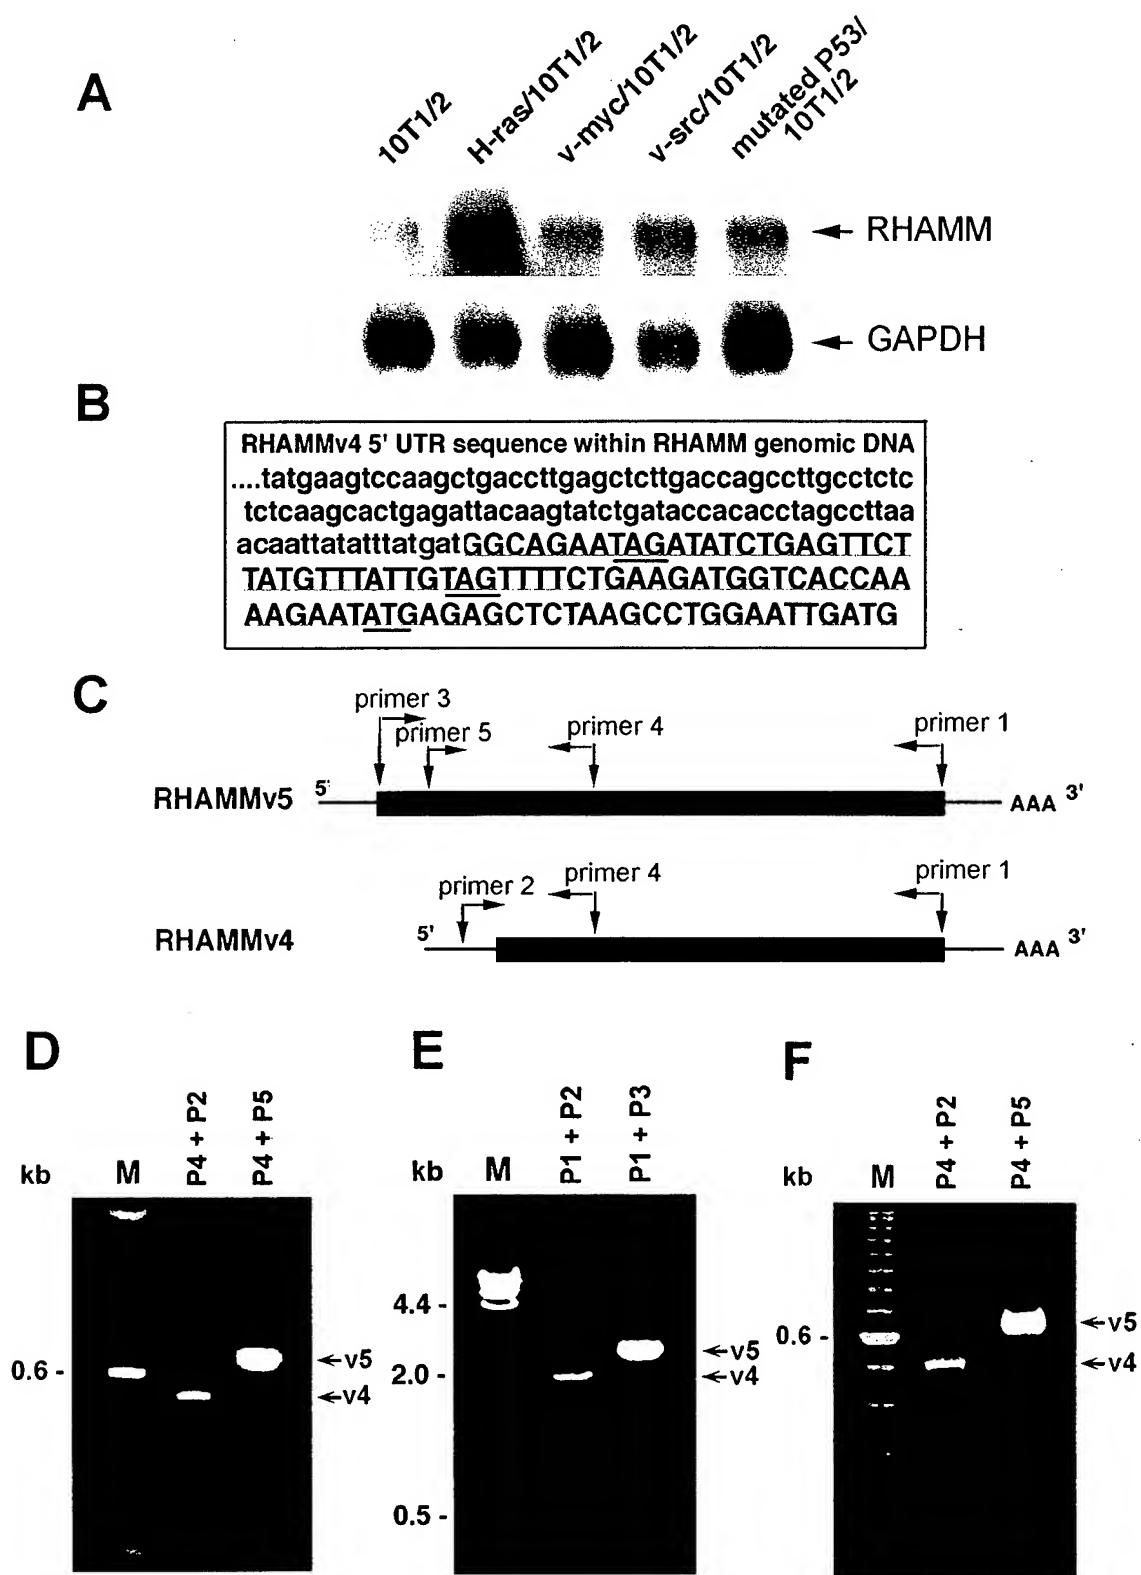 A
10T1/2
H-ras/10T1/2
v-myc/10T1/2
v-src/10T1/2
mutated P53/
10T1/2
RHAMM
GAPDH
B
RHAMMv4 5' UTR sequence within RHAMM genomic DNA
....tatgaagtccaagctgaccttgagctcttgaccagccttgcctctc
tctcaagcactgagattacaagtatctgataccacacctagccttaa
acaattatatttatgatGGCAGAATAGATATCTGAGTTCT
TATGTTTATTGTAGTTTTCTGAAGATGGTCACCAA
AAGAATATGAGAGCTCTAAGCCTGGAATTGATG
C
primer 3
primer 5
primer 4
primer 1
RHAMMv5
5'
AAA 3'
primer 2
primer 4
primer 1
RHAMMv4
5'
AAA 3'
D
kb
M
P4 + P2
P4 + P5
0.6 -
v5
v4
E
kb
M
P1 + P2
P1 + P3
4.4 -
2.0 -
0.5 -
v5
v4
F
kb
M
P4 + P2
P4 + P5
0.6 -
v5
v4